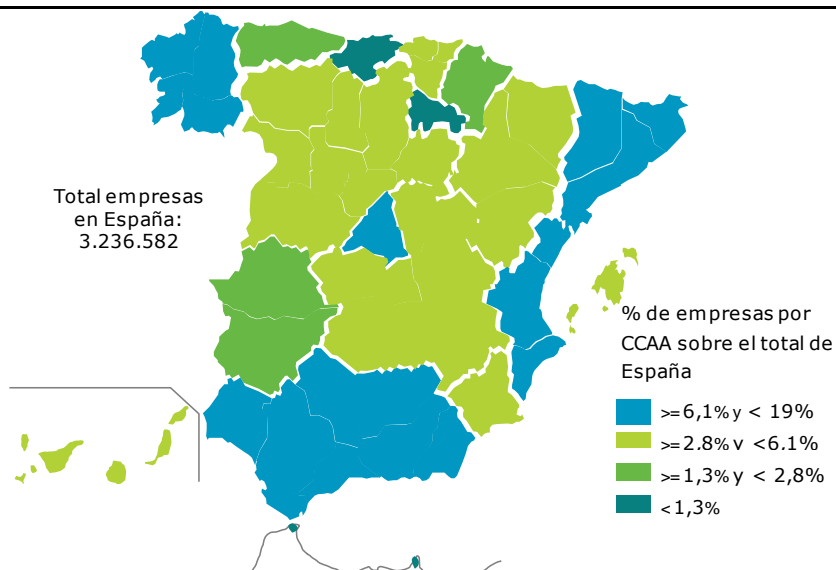 Total empresas
en España:
3.236.582
% de empresas por
CCAA sobre el total de
España
>=6,1% y < 19%
>=2.8% v <6.1%
>=1,3% y < 2,8%
<1,3%